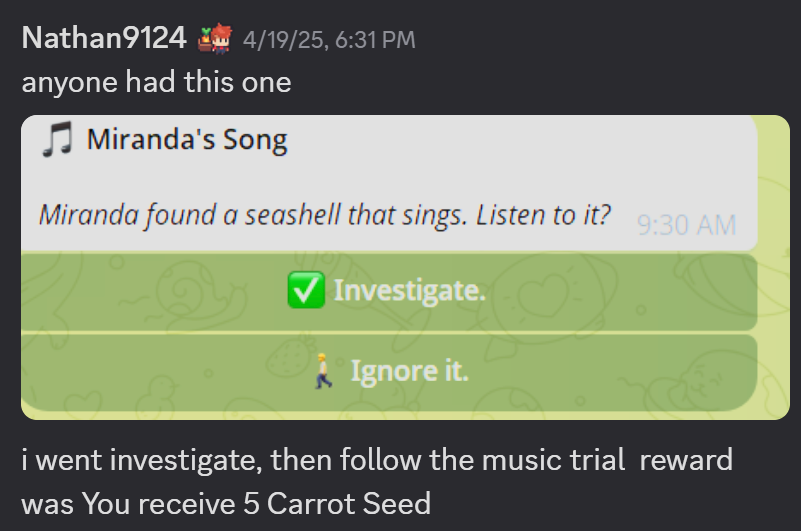 Nathan9124 4/19/25, 6:31 PM
anyone had this one
Miranda's Song
Miranda found a seashell that sings. Listen to it? 9:30 AM
Investigate.
Ignore it.
i went investigate, then follow the music trial  reward
was You receive 5 Carrot Seed